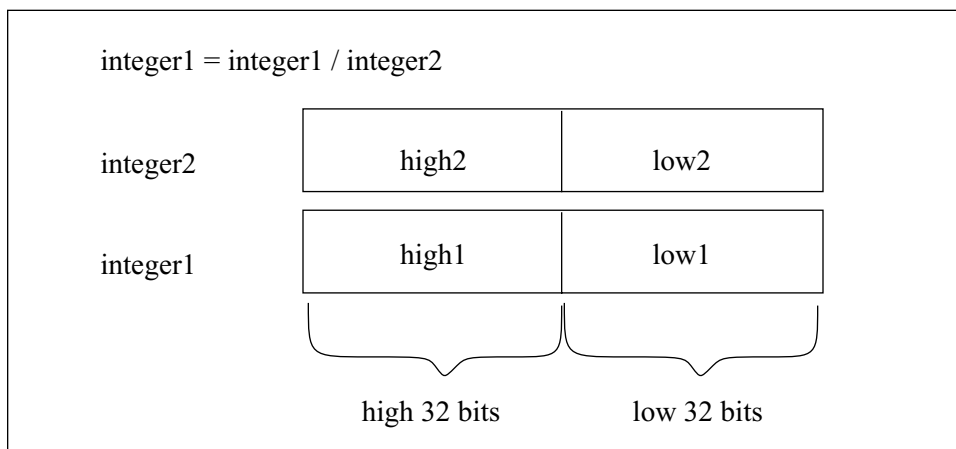 integer1 = integer1 / integer2
integer2 high2 low2
integer1 high1 low1
high 32 bits low 32 bits